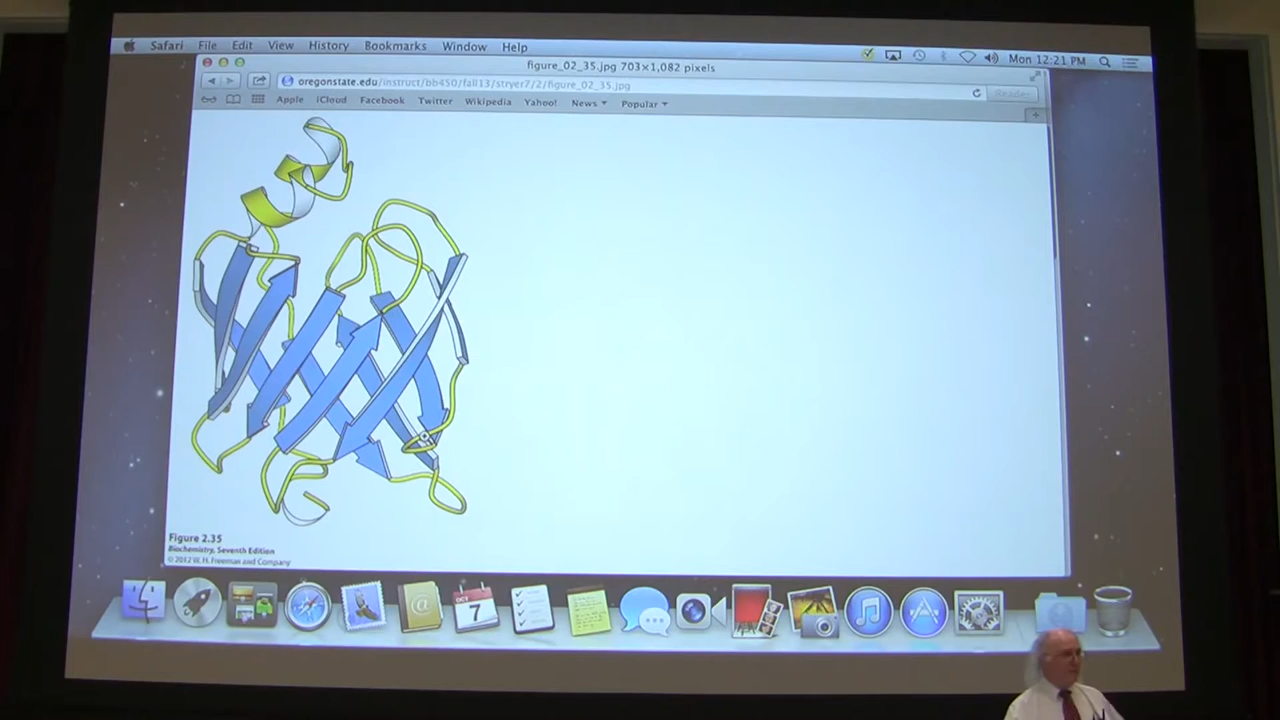 Safari File Edit View History Bookmarks Window Help Mon 12:21 PM
figure_02_35.jpg 703×1,082 pixels
oregonstate.edu/instruct/bb450/fall13/stryer7/2/figure_02_35.jpg Reader
Apple iCloud Facebook Twitter Wikipedia Yahoo! News Popular
Figure 2.35
Biochemistry, Seventh Edition
© 2012 W. H. Freeman and Company
OCT
7
@